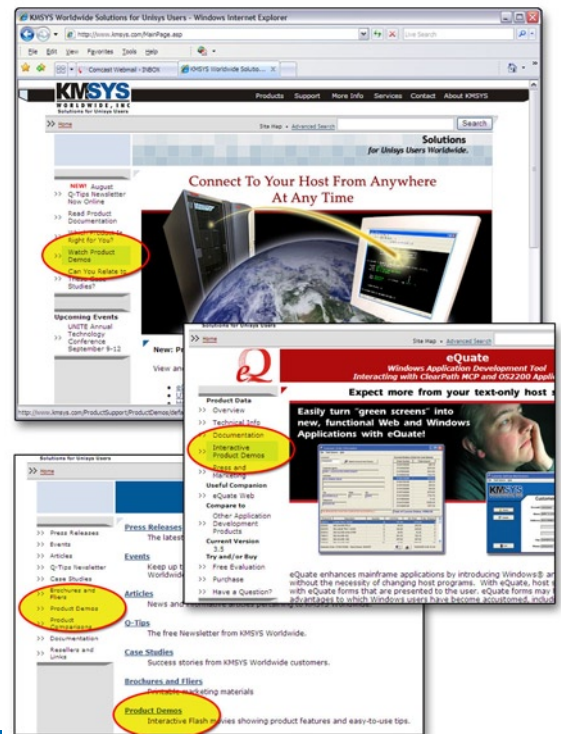 KMSYS Worldwide Solutions for Unisys Users - Windows Internet Explorer
http://www.kmsys.com/MainPage.asp
Live Search
File Edit View Favorites Tools Help
Comcast Webmail - INBOX
KMSYS Worldwide Solutio... X
KMSYS
WORLDWIDE, INC
Solutions for Unisys Users
Products Support More Info Services Contact About KMSYS
>> Home
Site Map • Advanced Search
Search
Solutions
for Unisys Users Worldwide.
Connect To Your Host From Anywhere
At Any Time
NEW! August
>> Q-Tips Newsletter
Now Online
>> Read Product
Documentation
Right for You?
>> Watch Product
Demos
>> Can You Relate to
Studies?
Upcoming Events
UNITE Annual
>> Technology
Conference
September 9-12
New: Pr
View an
http://www.kmsys.com/ProductSupport/ProductDemos/defa
Solutions for Unisys Users
>> Home
Site Map • Advanced Search
eQ
eQuate
Windows Application Development Tool
Interacting with ClearPath MCP and OS2200 Applic
Expect more from your text-only host s
Product Data
>> Overview
>> Technical Info
>> Documentation
>> Interactive
Product Demos
>> Press and
Marketing
Useful Companion
>> eQuate Web
Compare to
Other Application
>> Development
Products
Current Version
3.5
Try and/or Buy
>> Free Evaluation
>> Purchase
>> Have a Question?
Easily turn "green screens" into
new, functional Web and Windows
Applications with eQuate!
KMSYS
Custome
eQuate enhances mainframe applications by introducing Windows® an
without the necessity of changing host programs. With eQuate, host s
with eQuate forms that are presented to the user. eQuate forms may b
advantages to which Windows users have become accustomed, includ
Solutions for Unisys Users
>> Home
>> Press Releases
>> Events
>> Articles
>> Q-Tips Newsletter
>> Case Studies
>> Brochures and
Fliers
>> Product Demos
>> Product
Comparisons
>> Documentation
>> Resellers and
Links
Press Releases
The latest
Events
Keep up t
Worldwide
Articles
News and
Q-Tips
The free Newsletter from KMSYS Worldwide.
Case Studies
Success stories from KMSYS Worldwide customers.
Brochures and Fliers
Printable marketing materials
Product Demos
Interactive Flash movies showing product features and easy-to-use tips.